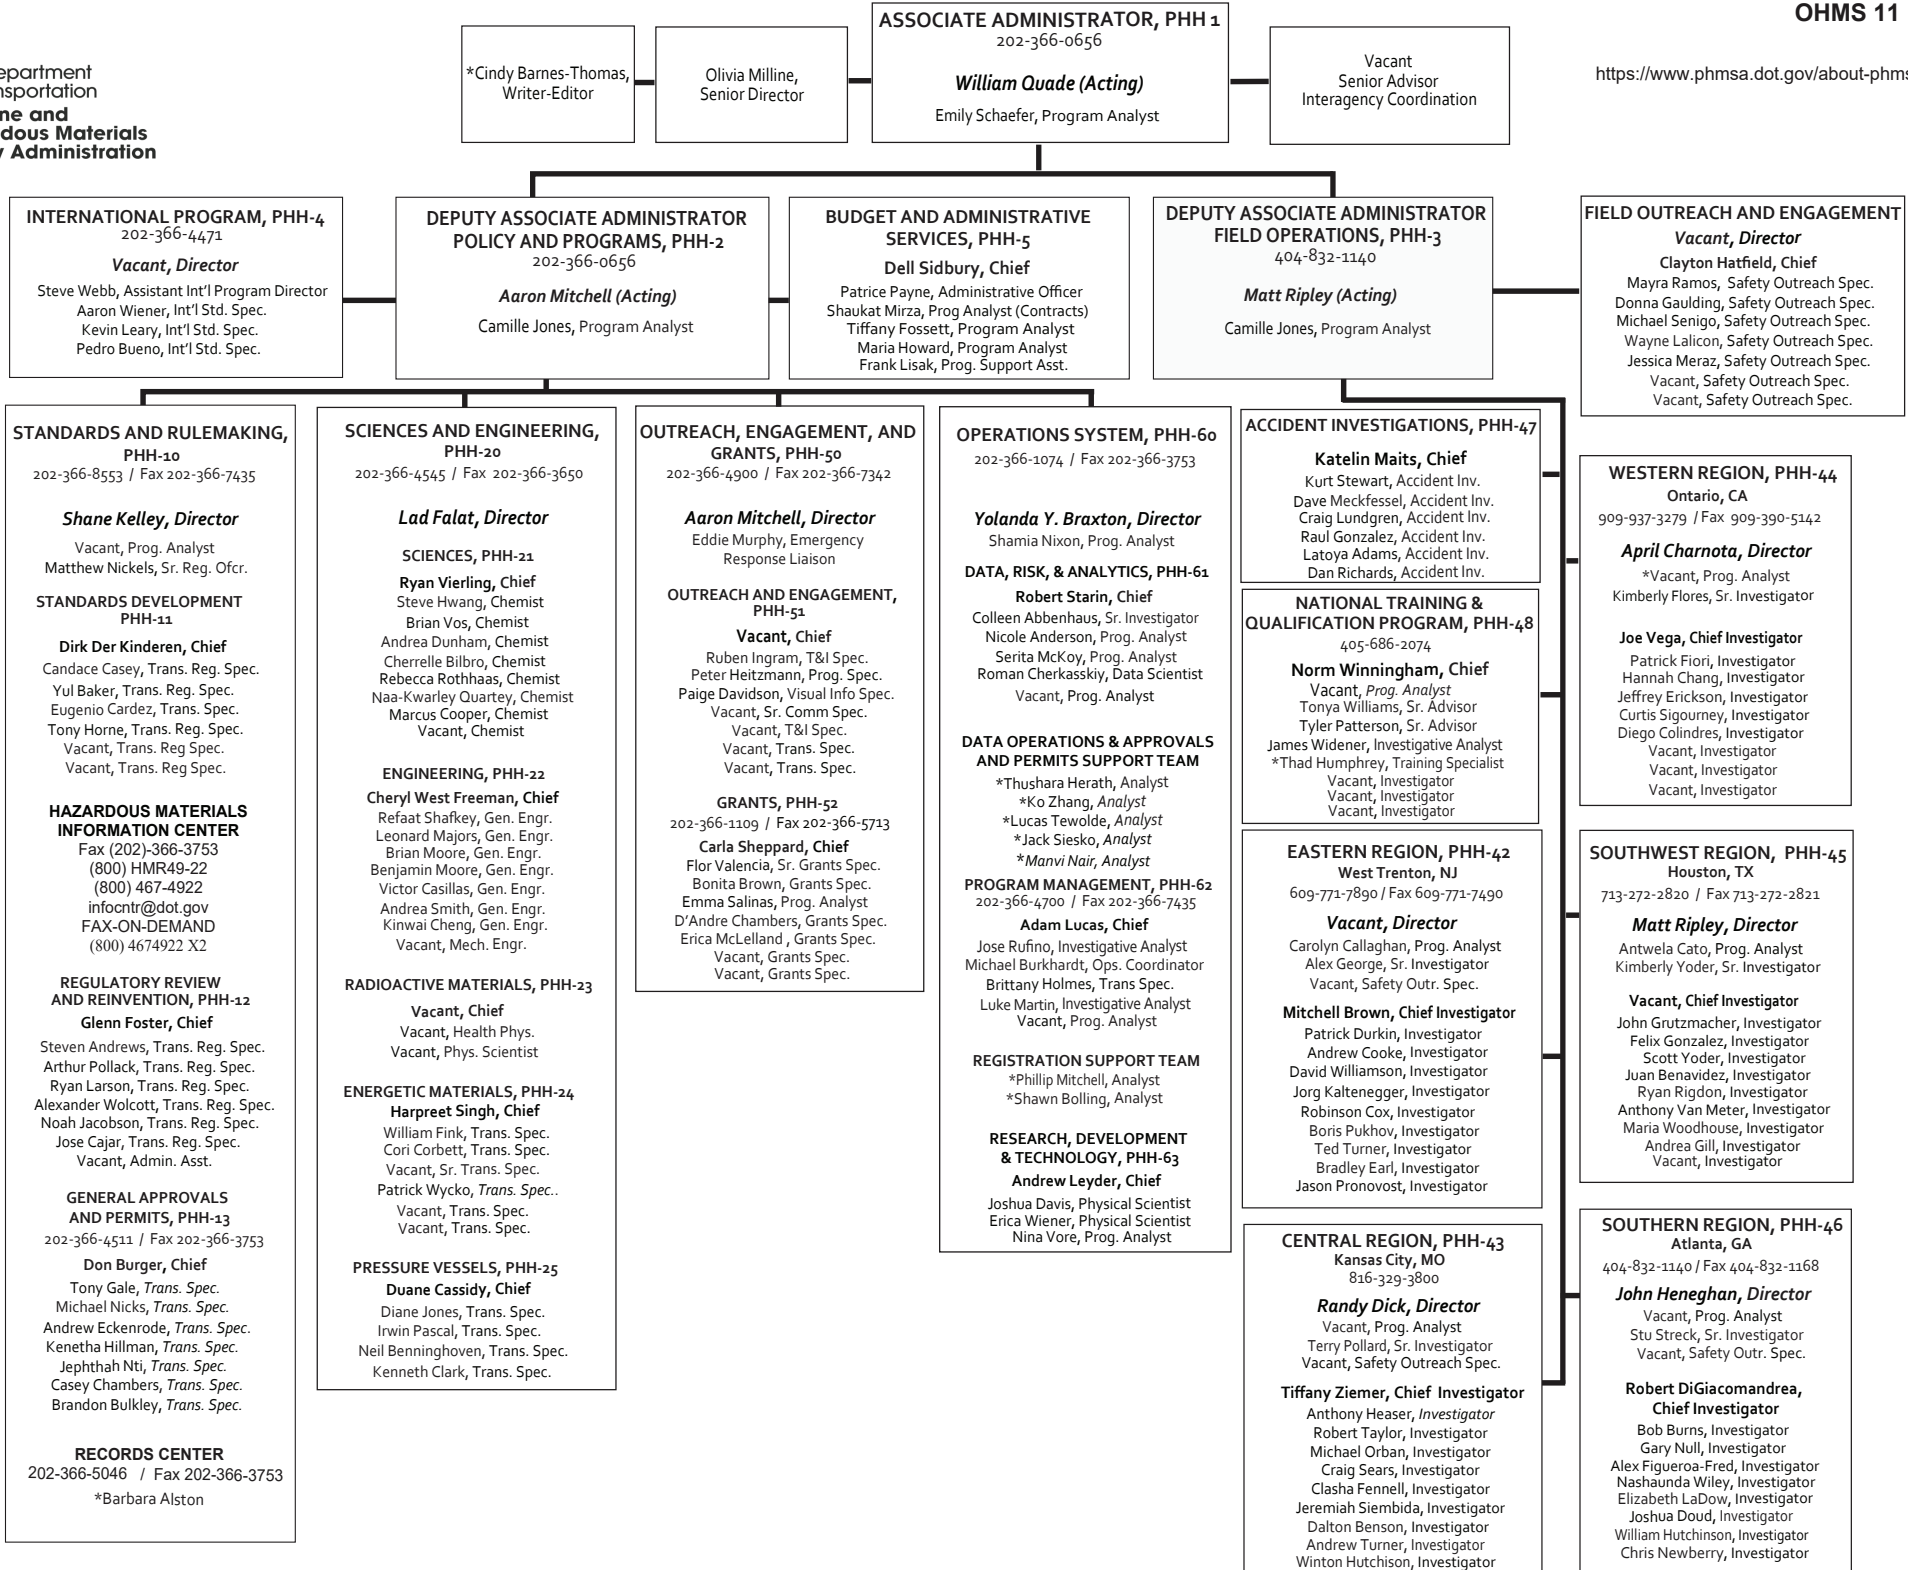 OHMS 11
epartment
nsportation
ne and
dous Materials
y Administration
https://www.phmsa.dot.gov/about-phms
*Cindy Barnes-Thomas,
Writer-Editor
Olivia Milline,
Senior Director
ASSOCIATE ADMINISTRATOR, PHH 1
202-366-0656
William Quade (Acting)
Emily Schaefer, Program Analyst
Vacant
Senior Advisor
Interagency Coordination
INTERNATIONAL PROGRAM, PHH-4
202-366-4471
Vacant, Director
Steve Webb, Assistant Int'l Program Director
Aaron Wiener, Int'l Std. Spec.
Kevin Leary, Int'l Std. Spec.
Pedro Bueno, Int'l Std. Spec.
DEPUTY ASSOCIATE ADMINISTRATOR
POLICY AND PROGRAMS, PHH-2
202-366-0656
Aaron Mitchell (Acting)
Camille Jones, Program Analyst
BUDGET AND ADMINISTRATIVE
SERVICES, PHH-5
Dell Sidbury, Chief
Patrice Payne, Administrative Officer
Shaukat Mirza, Prog Analyst (Contracts)
Tiffany Fossett, Program Analyst
Maria Howard, Program Analyst
Frank Lisak, Prog. Support Asst.
DEPUTY ASSOCIATE ADMINISTRATOR
FIELD OPERATIONS, PHH-3
404-832-1140
Matt Ripley (Acting)
Camille Jones, Program Analyst
FIELD OUTREACH AND ENGAGEMENT
Vacant, Director
Clayton Hatfield, Chief
Mayra Ramos, Safety Outreach Spec.
Donna Gaulding, Safety Outreach Spec.
Michael Senigo, Safety Outreach Spec.
Wayne Lalicon, Safety Outreach Spec.
Jessica Meraz, Safety Outreach Spec.
Vacant, Safety Outreach Spec.
Vacant, Safety Outreach Spec.
STANDARDS AND RULEMAKING,
PHH-10
202-366-8553 / Fax 202-366-7435
Shane Kelley, Director
Vacant, Prog. Analyst
Matthew Nickels, Sr. Reg. Ofcr.
STANDARDS DEVELOPMENT
PHH-11
Dirk Der Kinderen, Chief
Candace Casey, Trans. Reg. Spec.
Yul Baker, Trans. Reg. Spec.
Eugenio Cardez, Trans. Spec.
Tony Horne, Trans. Reg. Spec.
Vacant, Trans. Reg Spec.
Vacant, Trans. Reg Spec.
HAZARDOUS MATERIALS
INFORMATION CENTER
Fax (202)-366-3753
(800) HMR49-22
(800) 467-4922
infocntr@dot.gov
FAX-ON-DEMAND
(800) 4674922 X2
REGULATORY REVIEW
AND REINVENTION, PHH-12
Glenn Foster, Chief
Steven Andrews, Trans. Reg. Spec.
Arthur Pollack, Trans. Reg. Spec.
Ryan Larson, Trans. Reg. Spec.
Alexander Wolcott, Trans. Reg. Spec.
Noah Jacobson, Trans. Reg. Spec.
Jose Cajar, Trans. Reg. Spec.
Vacant, Admin. Asst.
GENERAL APPROVALS
AND PERMITS, PHH-13
202-366-4511 / Fax 202-366-3753
Don Burger, Chief
Tony Gale, Trans. Spec.
Michael Nicks, Trans. Spec.
Andrew Eckenrode, Trans. Spec.
Kenetha Hillman, Trans. Spec.
Jephthah Nti, Trans. Spec.
Casey Chambers, Trans. Spec.
Brandon Bulkley, Trans. Spec.
RECORDS CENTER
202-366-5046 / Fax 202-366-3753
*Barbara Alston
SCIENCES AND ENGINEERING,
PHH-20
202-366-4545 / Fax 202-366-3650
Lad Falat, Director
SCIENCES, PHH-21
Ryan Vierling, Chief
Steve Hwang, Chemist
Brian Vos, Chemist
Andrea Dunham, Chemist
Cherrelle Bilbro, Chemist
Rebecca Rothhaas, Chemist
Naa-Kwarley Quartey, Chemist
Marcus Cooper, Chemist
Vacant, Chemist
ENGINEERING, PHH-22
Cheryl West Freeman, Chief
Refaat Shafkey, Gen. Engr.
Leonard Majors, Gen. Engr.
Brian Moore, Gen. Engr.
Benjamin Moore, Gen. Engr.
Victor Casillas, Gen. Engr.
Andrea Smith, Gen. Engr.
Kinwai Cheng, Gen. Engr.
Vacant, Mech. Engr.
RADIOACTIVE MATERIALS, PHH-23
Vacant, Chief
Vacant, Health Phys.
Vacant, Phys. Scientist
ENERGETIC MATERIALS, PHH-24
Harpreet Singh, Chief
William Fink, Trans. Spec.
Cori Corbett, Trans. Spec.
Vacant, Sr. Trans. Spec.
Patrick Wycko, Trans. Spec..
Vacant, Trans. Spec.
Vacant, Trans. Spec.
PRESSURE VESSELS, PHH-25
Duane Cassidy, Chief
Diane Jones, Trans. Spec.
Irwin Pascal, Trans. Spec.
Neil Benninghoven, Trans. Spec.
Kenneth Clark, Trans. Spec.
OUTREACH, ENGAGEMENT, AND
GRANTS, PHH-50
202-366-4900 / Fax 202-366-7342
Aaron Mitchell, Director
Eddie Murphy, Emergency
Response Liaison
OUTREACH AND ENGAGEMENT,
PHH-51
Vacant, Chief
Ruben Ingram, T&I Spec.
Peter Heitzmann, Prog. Spec.
Paige Davidson, Visual Info Spec.
Vacant, Sr. Comm Spec.
Vacant, T&I Spec.
Vacant, Trans. Spec.
Vacant, Trans. Spec.
GRANTS, PHH-52
202-366-1109 / Fax 202-366-5713
Carla Sheppard, Chief
Flor Valencia, Sr. Grants Spec.
Bonita Brown, Grants Spec.
Emma Salinas, Prog. Analyst
D'Andre Chambers, Grants Spec.
Erica McLelland , Grants Spec.
Vacant, Grants Spec.
Vacant, Grants Spec.
OPERATIONS SYSTEM, PHH-60
202-366-1074 / Fax 202-366-3753
Yolanda Y. Braxton, Director
Shamia Nixon, Prog. Analyst
DATA, RISK, & ANALYTICS, PHH-61
Robert Starin, Chief
Colleen Abbenhaus, Sr. Investigator
Nicole Anderson, Prog. Analyst
Serita McKoy, Prog. Analyst
Roman Cherkasskiy, Data Scientist
Vacant, Prog. Analyst
DATA OPERATIONS & APPROVALS
AND PERMITS SUPPORT TEAM
*Thushara Herath, Analyst
*Ko Zhang, Analyst
*Lucas Tewolde, Analyst
*Jack Siesko, Analyst
*Manvi Nair, Analyst
PROGRAM MANAGEMENT, PHH-62
202-366-4700 / Fax 202-366-7435
Adam Lucas, Chief
Jose Rufino, Investigative Analyst
Michael Burkhardt, Ops. Coordinator
Brittany Holmes, Trans Spec.
Luke Martin, Investigative Analyst
Vacant, Prog. Analyst
REGISTRATION SUPPORT TEAM
*Phillip Mitchell, Analyst
*Shawn Bolling, Analyst
RESEARCH, DEVELOPMENT
& TECHNOLOGY, PHH-63
Andrew Leyder, Chief
Joshua Davis, Physical Scientist
Erica Wiener, Physical Scientist
Nina Vore, Prog. Analyst
ACCIDENT INVESTIGATIONS, PHH-47
Katelin Maits, Chief
Kurt Stewart, Accident Inv.
Dave Meckfessel, Accident Inv.
Craig Lundgren, Accident Inv.
Raul Gonzalez, Accident Inv.
Latoya Adams, Accident Inv.
Dan Richards, Accident Inv.
NATIONAL TRAINING &
QUALIFICATION PROGRAM, PHH-48
405-686-2074
Norm Winningham, Chief
Vacant, Prog. Analyst
Tonya Williams, Sr. Advisor
Tyler Patterson, Sr. Advisor
James Widener, Investigative Analyst
*Thad Humphrey, Training Specialist
Vacant, Investigator
Vacant, Investigator
Vacant, Investigator
EASTERN REGION, PHH-42
West Trenton, NJ
609-771-7890 / Fax 609-771-7490
Vacant, Director
Carolyn Callaghan, Prog. Analyst
Alex George, Sr. Investigator
Vacant, Safety Outr. Spec.
Mitchell Brown, Chief Investigator
Patrick Durkin, Investigator
Andrew Cooke, Investigator
David Williamson, Investigator
Jorg Kaltenegger, Investigator
Robinson Cox, Investigator
Boris Pukhov, Investigator
Ted Turner, Investigator
Bradley Earl, Investigator
Jason Pronovost, Investigator
CENTRAL REGION, PHH-43
Kansas City, MO
816-329-3800
Randy Dick, Director
Vacant, Prog. Analyst
Terry Pollard, Sr. Investigator
Vacant, Safety Outreach Spec.
Tiffany Ziemer, Chief Investigator
Anthony Heaser, Investigator
Robert Taylor, Investigator
Michael Orban, Investigator
Craig Sears, Investigator
Clasha Fennell, Investigator
Jeremiah Siembida, Investigator
Dalton Benson, Investigator
Andrew Turner, Investigator
Winton Hutchison, Investigator
WESTERN REGION, PHH-44
Ontario, CA
909-937-3279 / Fax 909-390-5142
April Charnota, Director
*Vacant, Prog. Analyst
Kimberly Flores, Sr. Investigator
Joe Vega, Chief Investigator
Patrick Fiori, Investigator
Hannah Chang, Investigator
Jeffrey Erickson, Investigator
Curtis Sigourney, Investigator
Diego Colindres, Investigator
Vacant, Investigator
Vacant, Investigator
Vacant, Investigator
SOUTHWEST REGION, PHH-45
Houston, TX
713-272-2820 / Fax 713-272-2821
Matt Ripley, Director
Antwela Cato, Prog. Analyst
Kimberly Yoder, Sr. Investigator
Vacant, Chief Investigator
John Grutzmacher, Investigator
Felix Gonzalez, Investigator
Scott Yoder, Investigator
Juan Benavidez, Investigator
Ryan Rigdon, Investigator
Anthony Van Meter, Investigator
Maria Woodhouse, Investigator
Andrea Gill, Investigator
Vacant, Investigator
SOUTHERN REGION, PHH-46
Atlanta, GA
404-832-1140 / Fax 404-832-1168
John Heneghan, Director
Vacant, Prog. Analyst
Stu Streck, Sr. Investigator
Vacant, Safety Outr. Spec.
Robert DiGiacomandrea,
Chief Investigator
Bob Burns, Investigator
Gary Null, Investigator
Alex Figueroa-Fred, Investigator
Nashaunda Wiley, Investigator
Elizabeth LaDow, Investigator
Joshua Doud, Investigator
William Hutchinson, Investigator
Chris Newberry, Investigator